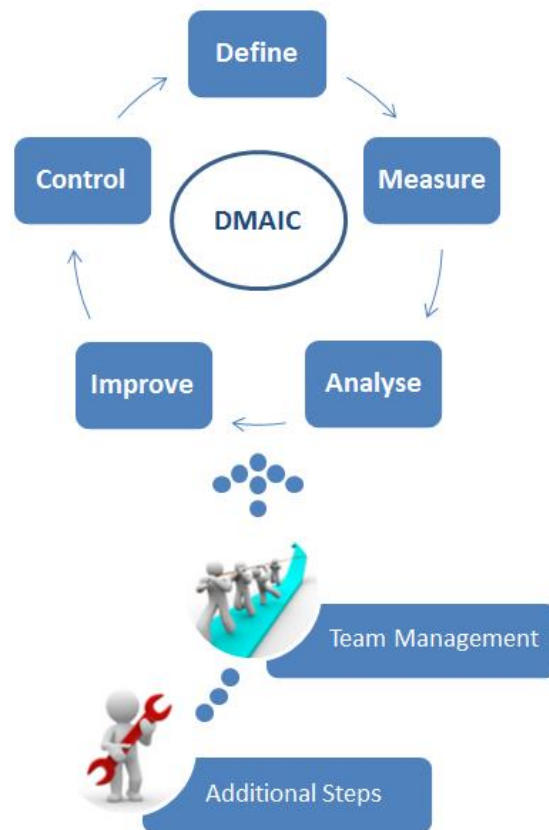 Define
Control
Measure
DMAIC
Improve
Analyse
Team Management
Additional Steps